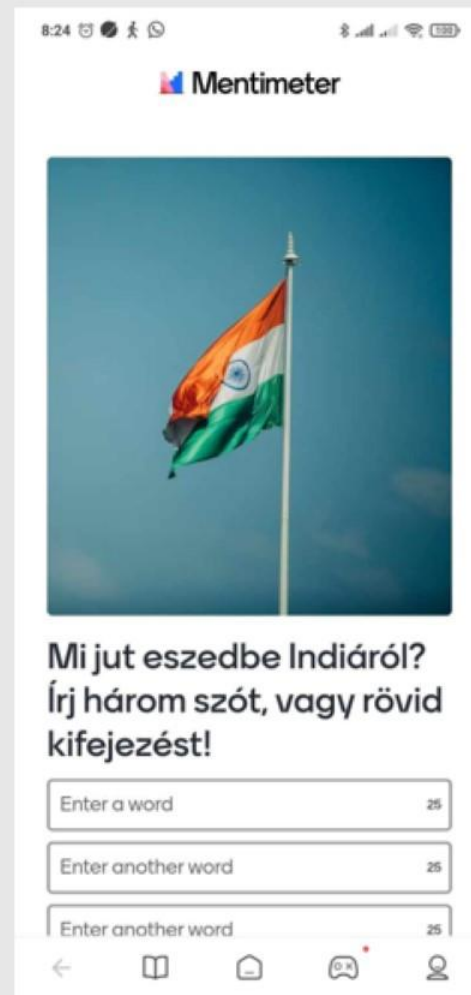 8:24
100
Mentimeter
Mi jut eszedbe Indiáról?
Írj három szót, vagy rövid
kifejezést!
Enter a word 25
Enter another word 25
Enter another word 25